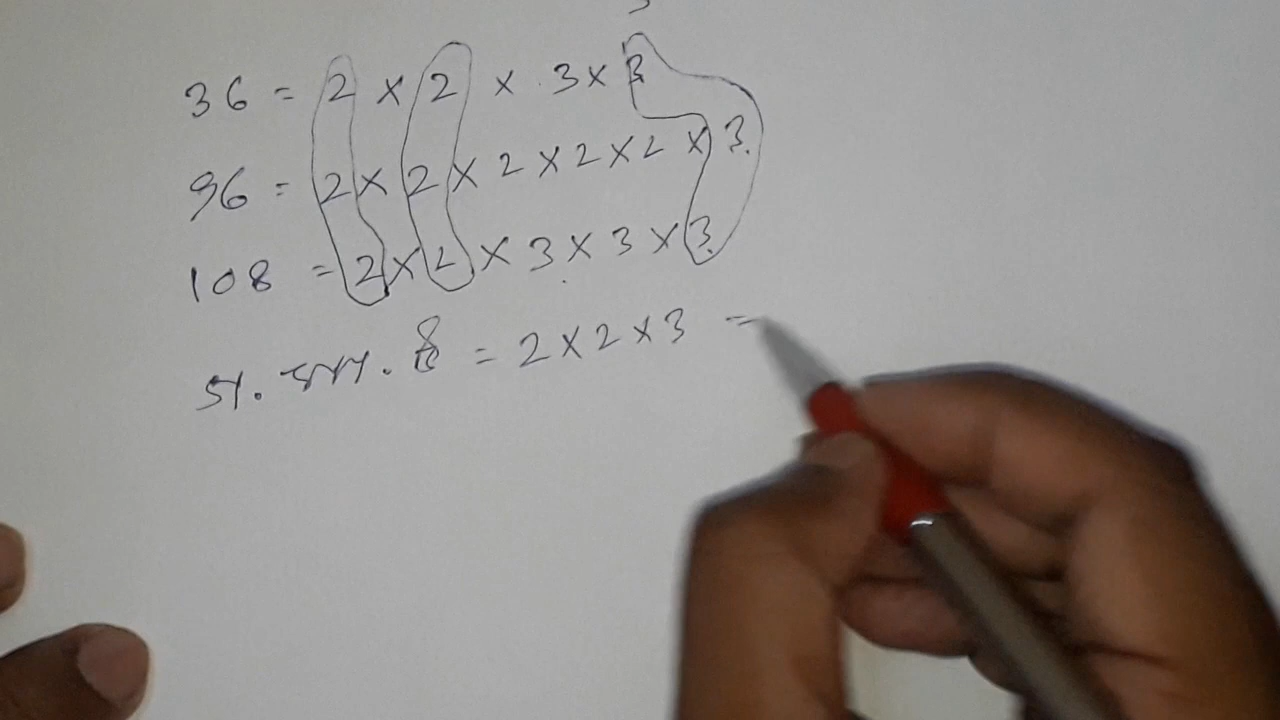 36 = 2 × 2 × 3 × 3
96 = 2 × 2 × 2 × 2 × 2 × 3
108 = 2 × 2 × 3 × 3 × 3
গ. সা. গু = 2 × 2 × 3 =